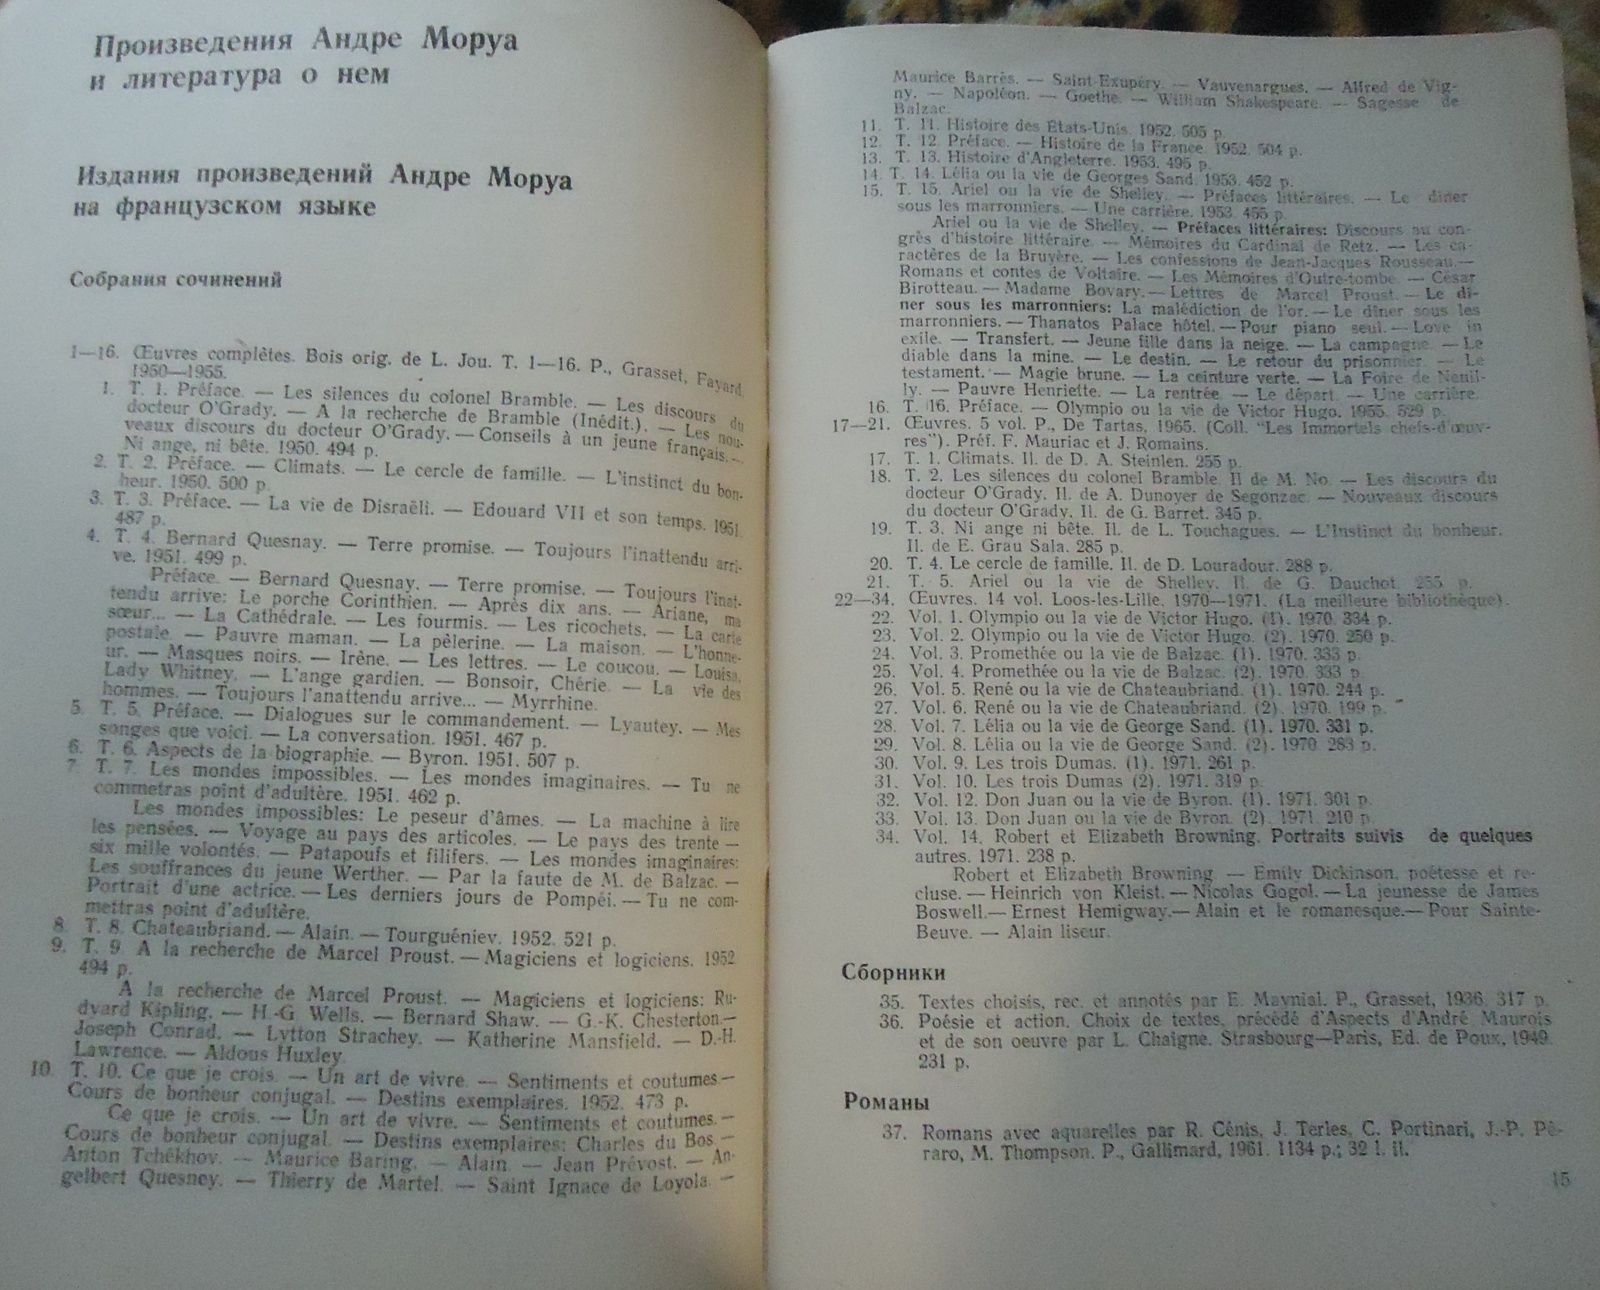 Произведения Андре Моруа
и литература о нем
Издания произведений Андре Моруа
на французском языке
Собрания сочинений
1—16. Œuvres complètes. Bois orig. de L. Jou. T. 1—16. P., Grasset, Fayard,
1950—1955.
1. T. 1. Préface. — Les silences du colonel Bramble. — Les discours du
docteur O'Grady. — A la recherche de Bramble (Inédit.). — Les nou-
veaux discours du docteur O'Grady. — Conseils à un jeune français. —
Ni ange, ni bête. 1950. 494 p.
2. T. 2. Préface. — Climats. — Le cercle de famille. — L'instinct du bon-
heur. 1950. 500 p.
3. T. 3. Préface. — La vie de Disraëli. — Edouard VII et son temps. 1951.
487 p.
4. T. 4. Bernard Quesnay. — Terre promise. — Toujours l'inattendu arri-
ve. 1951. 499 p.
Préface. — Bernard Quesnay. — Terre promise. — Toujours l'inat-
tendu arrive: Le porche Corinthien. — Après dix ans. — Ariane, ma
sœur... — La Cathédrale. — Les fourmis. — Les ricochets. — La carte
postale. — Pauvre maman. — La pèlerine. — La maison. — L'honne-
ur. — Masques noirs. — Irène. — Les lettres. — Le coucou. — Louisa.
Lady Whitney. — L'ange gardien. — Bonsoir, Chérie. — La vie des
hommes. — Toujours l'anattendu arrive... — Myrrhine.
5. T. 5. Préface. — Dialogues sur le commandement. — Lyautey. — Mes
songes que voici. — La conversation. 1951. 467 p.
6. T. 6. Aspects de la biographie. — Byron. 1951. 507 p.
7. T. 7. Les mondes impossibles. — Les mondes imaginaires. — Tu ne
commetras point d'adultère. 1951. 462 p.
Les mondes impossibles: Le peseur d'âmes. — La machine à lire
les pensées. — Voyage au pays des articoles. — Le pays des trente —
six mille volontés. — Patapoufs et filifers. — Les mondes imaginaires:
Les souffrances du jeune Werther. — Par la faute de M. de Balzac. —
Portrait d'une actrice. — Les derniers jours de Pompéi. — Tu ne com-
mettras point d'adultère.
8. T. 8. Chateaubriand. — Alain. — Tourguéniev. 1952. 521 p.
9. T. 9. A la recherche de Marcel Proust. — Magiciens et logiciens. 1952.
494 p.
A la recherche de Marcel Proust. — Magiciens et logiciens: Ru-
dyard Kipling. — H.-G. Wells. — Bernard Shaw. — G.-K. Chesterton.—
Joseph Conrad. — Lytton Strachey. — Katherine Mansfield. — D.-H.
Lawrence. — Aldous Huxley.
10. T. 10. Ce que je crois. — Un art de vivre. — Sentiments et coutumes.—
Cours de bonheur conjugal. — Destins exemplaires. 1952. 473 p.
Ce que je crois. — Un art de vivre. — Sentiments et coutumes.—
Cours de bonheur conjugal. — Destins exemplaires: Charles du Bos.—
Anton Tchékhov. — Maurice Baring. — Alain. — Jean Prévost. — An-
gelbert Quesney. — Thierry de Martel. — Saint Ignace de Loyola. —
Maurice Barrès. — Saint-Exupéry. — Vauvenargues. — Alfred de Vig-
ny. — Napoléon. — Goethe. — William Shakespeare. — Sagesse de
Balzac.
11. T. 11. Histoire des États-Unis. 1952. 505 p.
12. T. 12. Préface. — Histoire de la France. 1952. 504 p.
13. T. 13. Histoire d'Angleterre. 1953. 495 p.
14. T. 14. Lélia ou la vie de Georges Sand. 1953. 452 p.
15. T. 15. Ariel ou la vie de Shelley. — Préfaces littéraires. — Le dîner
sous les marronniers. — Une carrière. 1953. 455 p.
Ariel ou la vie de Shelley. — Préfaces littéraires: Discours au con-
grès d'histoire littéraire. — Mémoires du Cardinal de Retz. — Les ca-
ractères de la Bruyère. — Les confessions de Jean-Jacques Rousseau.—
Romans et contes de Voltaire. — Les Mémoires d'Outre-tombe. — César
Birotteau. — Madame Bovary. — Lettres de Marcel Proust. — Le di-
ner sous les marronniers: La malédiction de l'or. — Le dîner sous les
marronniers. — Thanatos Palace hôtel. — Pour piano seul. — Love in
exile. — Transfert. — Jeune fille dans la neige. — La campagne. — Le
diable dans la mine. — Le destin. — Le retour du prisonnier. — Le
testament. — Magie brune. — La ceinture verte. — La Foire de Neuil-
ly. — Pauvre Henriette. — La rentrée. — Le départ. — Une carrière.
16. T. 16. Préface. — Olympio ou la vie de Victor Hugo. 1955. 529 p.
17—21. Œuvres. 5 vol. P., De Tartas, 1965. (Coll. "Les Immortels chefs-d'œuv-
res"). Préf. F. Mauriac et J. Romains.
17. T. 1. Climats. Il. de D. A. Steinlen. 255 p.
18. T. 2. Les silences du colonel Bramble. Il de M. No. — Les discours du
docteur O'Grady. Il. de A. Dunoyer de Segonzac. — Nouveaux discours
du docteur O'Grady. Il. de G. Barret. 345 p.
19. T. 3. Ni ange ni bête. Il. de L. Touchagues. — L'Instinct du bonheur.
Il. de E. Grau Sala. 285 p.
20. T. 4. Le cercle de famille. Il. de D. Louradour. 288 p.
21. T. 5. Ariel ou la vie de Shelley. Il. de G. Dauchot. 255 p.
22—34. Œuvres. 14 vol. Loos-les-Lille. 1970—1971. (La meilleure bibliothèque).
22. Vol. 1. Olympio ou la vie de Victor Hugo. (1). 1970. 334 p.
23. Vol. 2. Olympio ou la vie de Victor Hugo. (2). 1970. 250 p.
24. Vol. 3. Promethée ou la vie de Balzac. (1). 1970. 333 p.
25. Vol. 4. Promethée ou la vie de Balzac. (2). 1970. 333 p.
26. Vol. 5. René ou la vie de Chateaubriand. (1). 1970. 244 p.
27. Vol. 6. René ou la vie de Chateaubriand. (2). 1970. 199 p.
28. Vol. 7. Lélia ou la vie de George Sand. (1). 1970. 331 p.
29. Vol. 8. Lélia ou la vie de George Sand. (2). 1970. 283 p.
30. Vol. 9. Les trois Dumas. (1). 1971. 261 p.
31. Vol. 10. Les trois Dumas (2). 1971. 319 p.
32. Vol. 12. Don Juan ou la vie de Byron. (1). 1971. 301 p.
33. Vol. 13. Don Juan ou la vie de Byron. (2). 1971. 210 p.
34. Vol. 14. Robert et Elizabeth Browning. Portraits suivis de quelques
autres. 1971. 238 p.
Robert et Elizabeth Browning. — Emily Dickinson, poétesse et re-
cluse. — Heinrich von Kleist. — Nicolas Gogol. — La jeunesse de James
Boswell.— Ernest Hemigway.— Alain et le romanesque.— Pour Sainte-
Beuve. — Alain liseur.
Сборники
35. Textes choisis, rec. et annotés par E. Maynial. P., Grasset, 1936. 317 p.
36. Poésie et action. Choix de textes, précédé d'Aspects d'André Maurois
et de son oeuvre par L. Chaigne. Strasbourg—Paris, Ed. de Poux, 1949.
231 p.
Романы
37. Romans avec aquarelles par R. Cénis, J. Terles, C. Portinari, J.-P. Pé-
raro, M. Thompson. P., Gallimard, 1961. 1134 p.; 32 l. il.
15